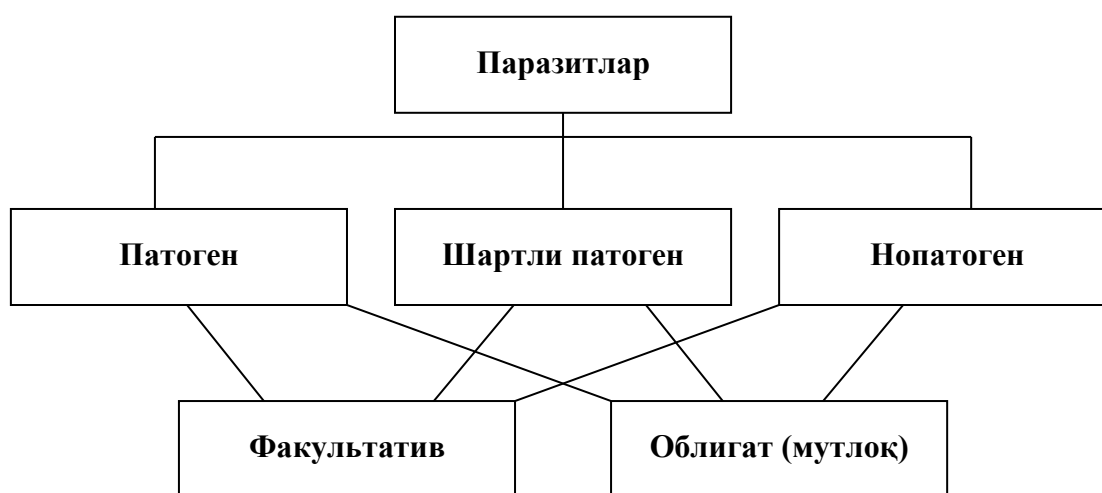 Паразитлар
Патоген
Шартли патоген
Нопатоген
Факультатив
Облигат (мутлоқ)